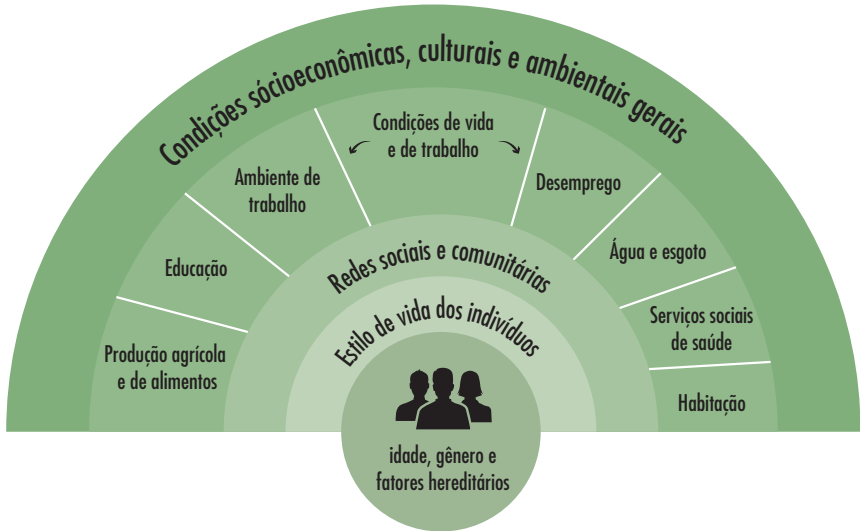 Condições sócioeconômicas, culturais e ambientais gerais
Condições de vida
e de trabalho
Ambiente de
trabalho
Desemprego
Educação
Água e esgoto
Produção agrícola
e de alimentos
Serviços sociais
de saúde
Habitação
Redes sociais e comunitárias
Estilo de vida dos indivíduos
idade, gênero e
fatores hereditários